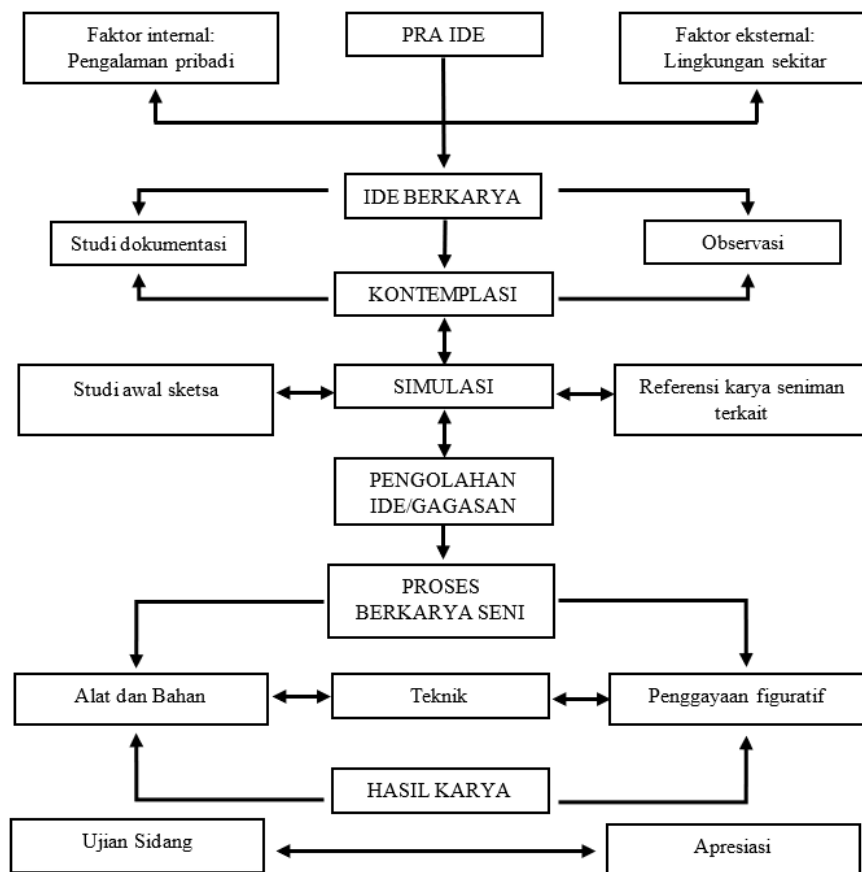 Faktor internal:
Pengalaman pribadi
PRA IDE
Faktor eksternal:
Lingkungan sekitar
IDE BERKARYA
Studi dokumentasi
Observasi
KONTEMPLASI
Studi awal sketsa
SIMULASI
Referensi karya seniman
terkait
PENGOLAHAN
IDE/GAGASAN
PROSES
BERKARYA SENI
Alat dan Bahan
Teknik
Penggayaan figuratif
HASIL KARYA
Ujian Sidang
Apresiasi